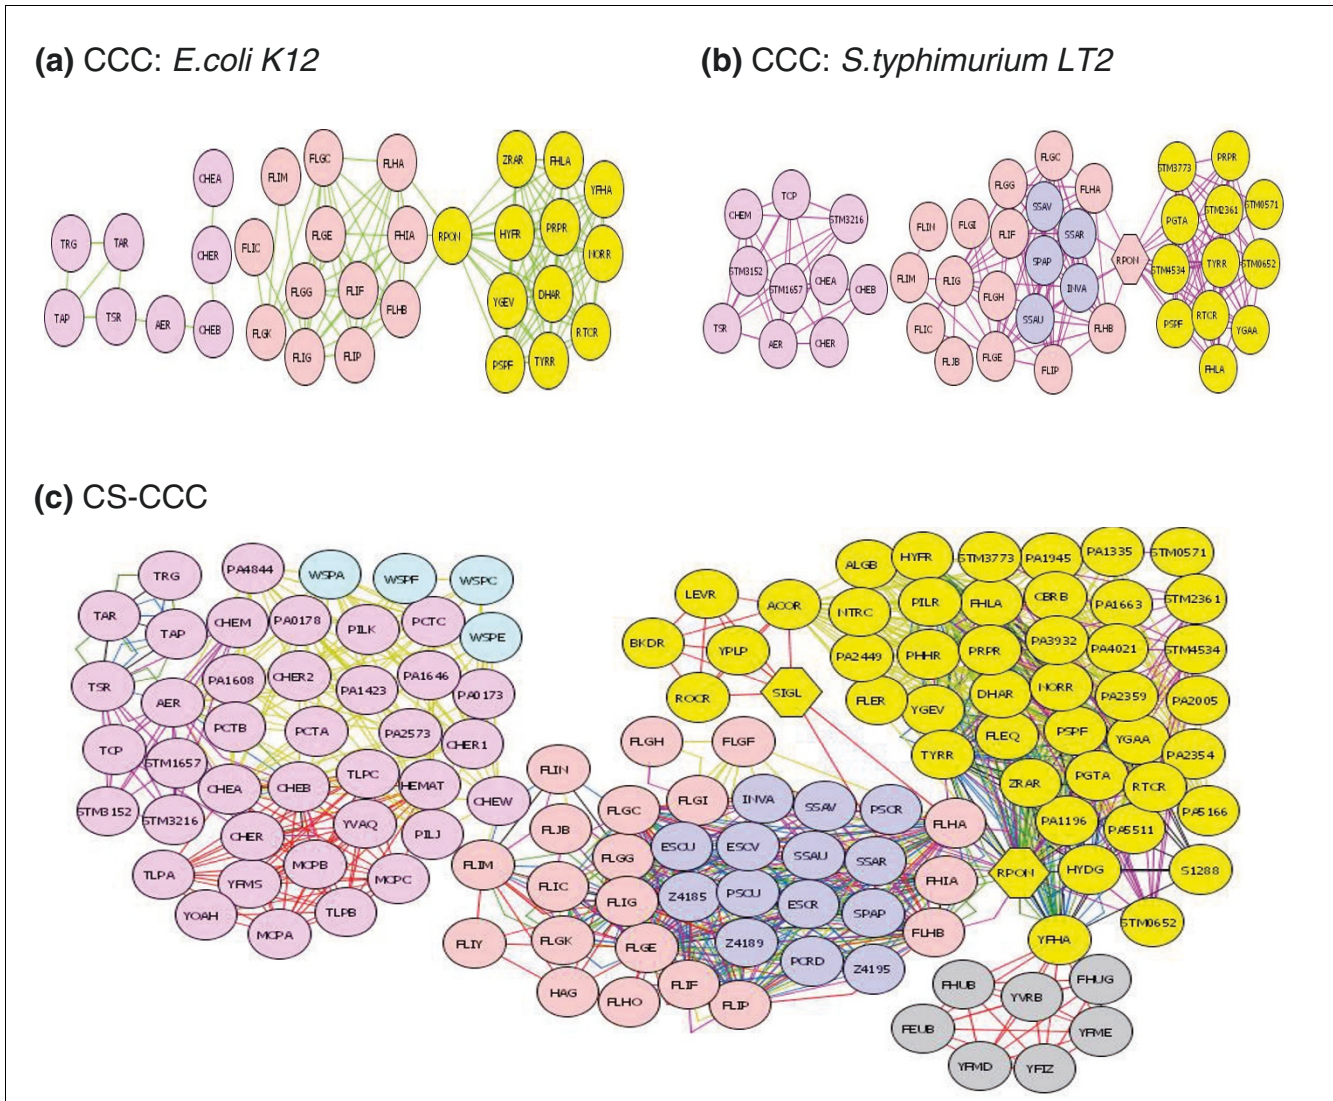 (a) CCC: E.coli K12
(b) CCC: S.typhimurium LT2
CHEA
FLIM
FLGC
FLHA
ZRAR
FHLA
YFHA
TRG
TAR
CHER
FLIC
FLGE
FHIA
RPON
HYFR
PRPR
NORR
TAP
TSR
AER
CHEB
FLGK
FLGG
FLIF
FLHB
YGEV
DHAR
RTCR
FLIG
FLIP
PSPF
TYRR
CHEM
TCP
STM3216
STM3152
STM1657
CHEA
CHEB
TSR
AER
CHER
FLGC
FLGG
SSAV
FLHA
FLIN
FLGI
FLIF
SSAR
SPAP
FLIM
FLIG
FLGH
INVA
RPON
FLIC
SSAU
FLHB
FLJB
FLGE
FLIP
STM3773
PRPR
PGTA
STM2361
STM0571
STM4534
TYRR
STM0652
PSPF
RTCR
YGAA
FHLA
(c) CS-CCC
TRG
PA4844
WSPA
WSPF
WSPC
TAR
TAP
CHEM
PA0178
PILK
PCTC
WSPE
TSR
AER
PA1608
CHER2
PA1423
PA1646
PA0173
TCP
STM1657
PCTB
PCTA
PA2573
CHER1
STM3152
STM3216
CHEA
CHEB
TLPC
HEMAT
CHEW
CHER
YVAQ
PILJ
TLPA
YFMS
MCPB
MCPC
YOAH
MCPA
TLPB
LEVR
ACOR
BKDR
YPLP
ROCR
SIGL
ALGB
HYFR
STM3773
PA1945
PA1335
STM0571
NTRC
PILR
FHLA
CBRB
PA1663
STM2361
PA2449
PHHR
PRPR
PA3932
PA4021
STM4534
FLER
YGEV
DHAR
NORR
PA2359
PA2005
TYRR
FLEQ
PSPF
YGAA
PA2354
ZRAR
PGTA
RTCR
PA5166
PA1196
PA5511
RPON
HYDG
S1288
STM0652
YFHA
FLGH
FLGF
FLIN
FLGC
FLGI
INVA
SSAV
PSCR
FLHA
FLJB
FLGG
ESCU
ESCV
SSAU
SSAR
FLIM
FLIC
FLIG
Z4185
PSCU
ESCR
SPAP
FHIA
FLIY
FLGK
FLGE
Z4189
PCRD
Z4195
FLHB
HAG
FLHO
FLIF
FLIP
FHUB
YVRB
FHUG
FEUB
YFME
YFMD
YFIZ